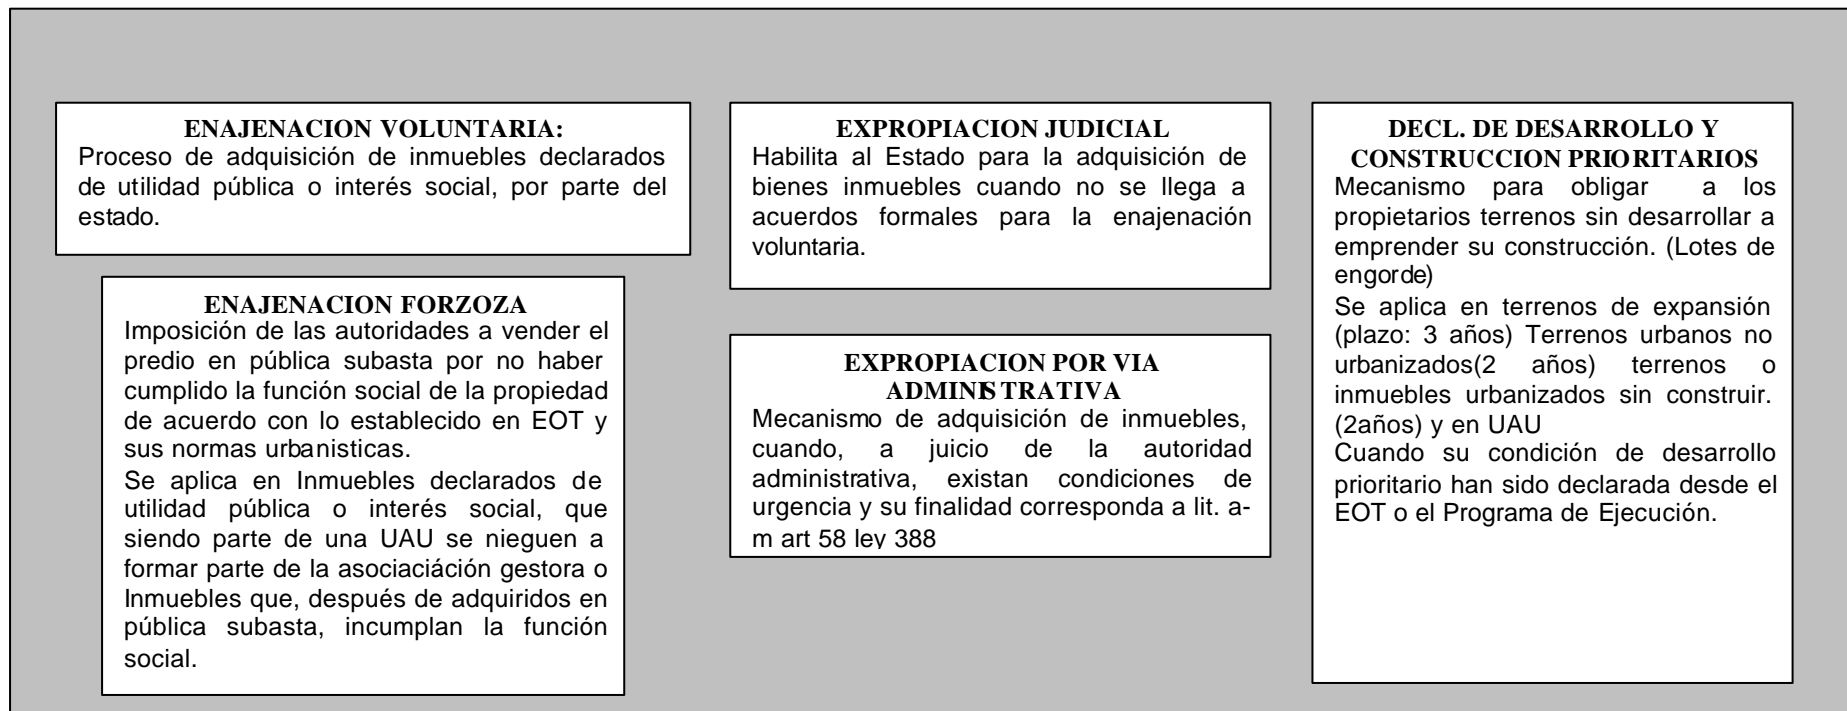 ENAJENACION VOLUNTARIA:
Proceso de adquisición de inmuebles declarados
de utilidad pública o interés social, por parte del
estado.
ENAJENACION FORZOZA
Imposición de las autoridades a vender el
predio en pública subasta por no haber
cumplido la función social de la propiedad
de acuerdo con lo establecido en EOT y
sus normas urbanisticas.
Se aplica en Inmuebles declarados de
utilidad pública o interés social, que
siendo parte de una UAU se nieguen a
formar parte de la asociaciáción gestora o
Inmuebles que, después de adquiridos en
pública subasta, incumplan la función
social.
EXPROPIACION JUDICIAL
Habilita al Estado para la adquisición de
bienes inmuebles cuando no se llega a
acuerdos formales para la enajenación
voluntaria.
EXPROPIACION POR VIA
ADMINISTRATIVA
Mecanismo de adquisición de inmuebles,
cuando, a juicio de la autoridad
administrativa, existan condiciones de
urgencia y su finalidad corresponda a lit. a-
m art 58 ley 388
DECL. DE DESARROLLO Y
CONSTRUCCION PRIORITARIOS
Mecanismo para obligar a los
propietarios terrenos sin desarrollar a
emprender su construcción. (Lotes de
engorde)
Se aplica en terrenos de expansión
(plazo: 3 años) Terrenos urbanos no
urbanizados(2 años) terrenos o
inmuebles urbanizados sin construir.
(2años) y en UAU
Cuando su condición de desarrollo
prioritario han sido declarada desde el
EOT o el Programa de Ejecución.